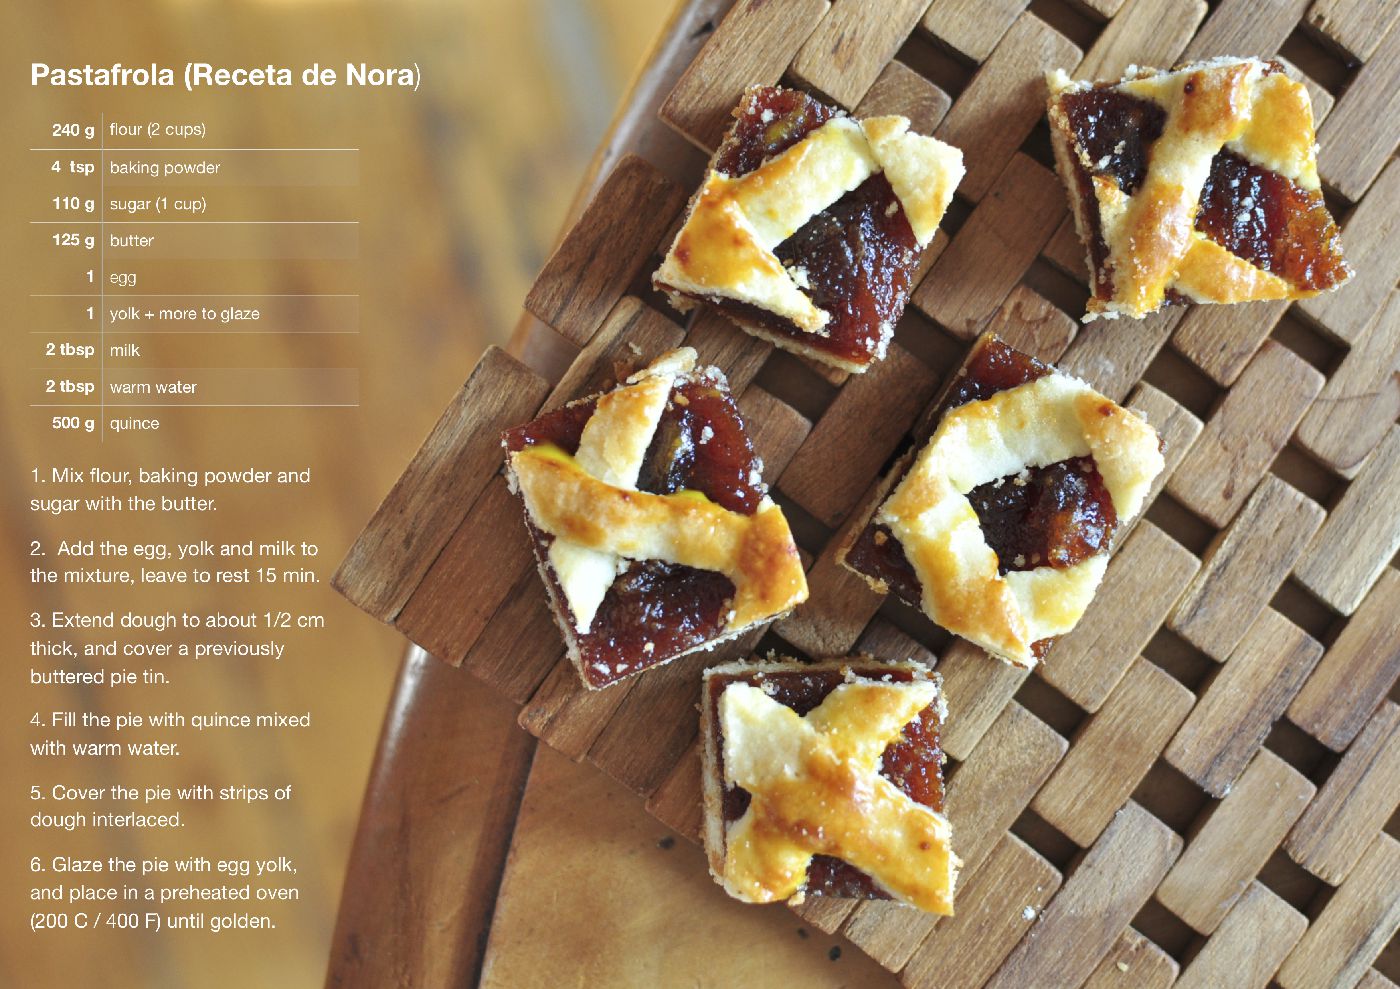 Pastafrola (Receta de Nora)
240 g flour (2 cups)
4 tsp baking powder
110 g sugar (1 cup)
125 g butter
1 egg
1 yolk + more to glaze
2 tbsp milk
2 tbsp warm water
500 g quince
1. Mix flour, baking powder and
sugar with the butter.
2. Add the egg, yolk and milk to
the mixture, leave to rest 15 min.
3. Extend dough to about 1/2 cm
thick, and cover a previously
buttered pie tin.
4. Fill the pie with quince mixed
with warm water.
5. Cover the pie with strips of
dough interlaced.
6. Glaze the pie with egg yolk,
and place in a preheated oven
(200 C / 400 F) until golden.